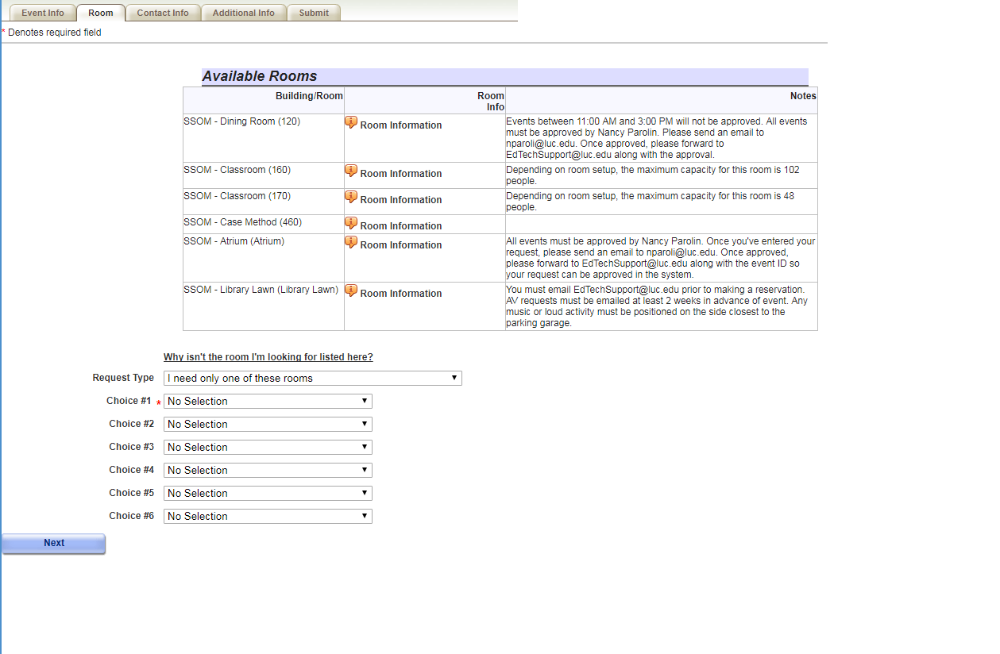 Event Info Room Contact Info Additional Info Submit
* Denotes required field
Available Rooms
Building/Room Room Info Notes
SSOM - Dining Room (120) Room Information Events between 11:00 AM and 3:00 PM will not be approved. All events
must be approved by Nancy Parolin. Please send an email to
nparoli@luc.edu. Once approved, please forward to
EdTechSupport@luc.edu along with the approval.
SSOM - Classroom (160) Room Information Depending on room setup, the maximum capacity for this room is 102
people.
SSOM - Classroom (170) Room Information Depending on room setup, the maximum capacity for this room is 48
people.
SSOM - Case Method (460) Room Information
SSOM - Atrium (Atrium) Room Information All events must be approved by Nancy Parolin. Once you've entered your
request, please send an email to nparoli@luc.edu. Once approved,
please forward to EdTechSupport@luc.edu along with the event ID so
your request can be approved in the system.
SSOM - Library Lawn (Library Lawn) Room Information You must email EdTechSupport@luc.edu prior to making a reservation.
AV requests must be emailed at least 2 weeks in advance of event. Any
music or loud activity must be positioned on the side closest to the
parking garage.
Why isn't the room I'm looking for listed here?
Request Type I need only one of these rooms
Choice #1 * No Selection
Choice #2 No Selection
Choice #3 No Selection
Choice #4 No Selection
Choice #5 No Selection
Choice #6 No Selection
Next